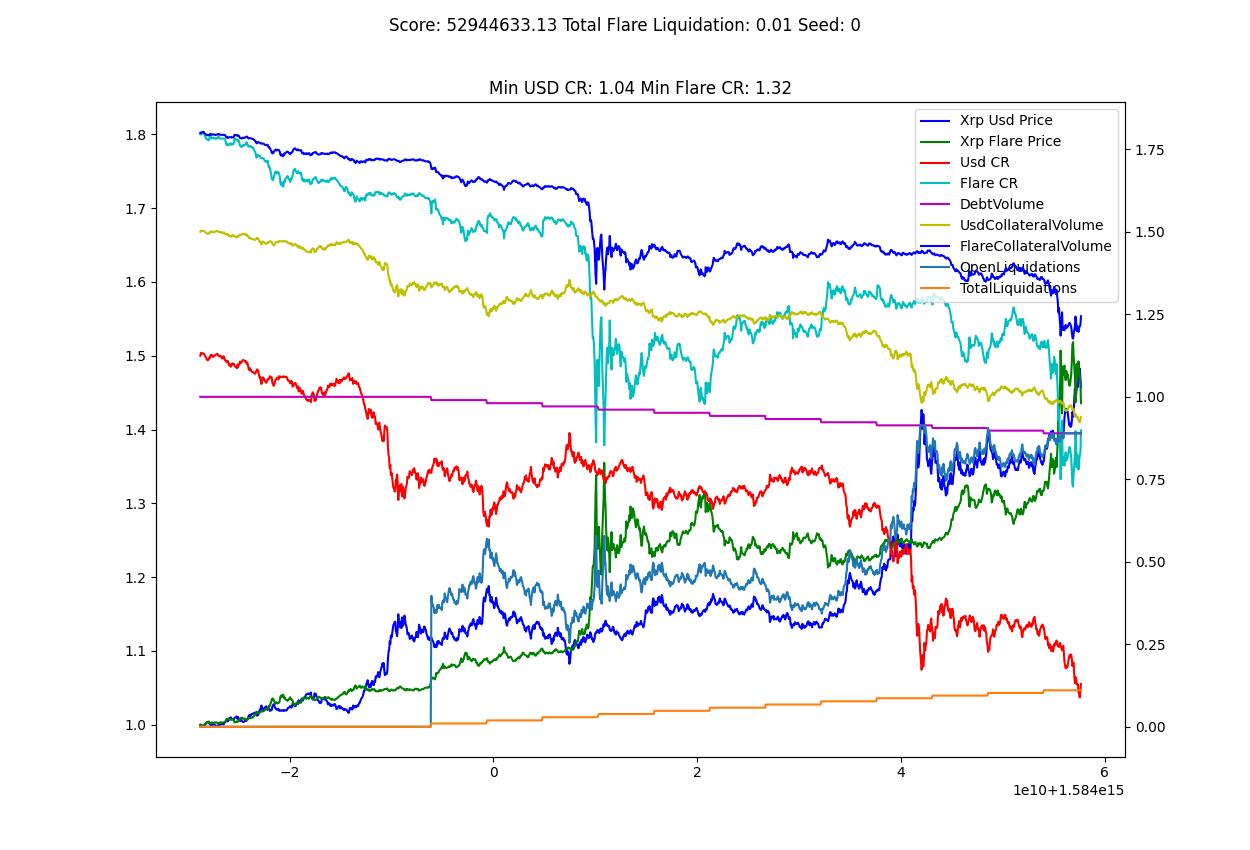 Score: 52944633.13 Total Flare Liquidation: 0.01 Seed: 0
Min USD CR: 1.04 Min Flare CR: 1.32
Xrp Usd Price
Xrp Flare Price
Usd CR
Flare CR
DebtVolume
UsdCollateralVolume
FlareCollateralVolume
OpenLiquidations
TotalLiquidations
1.8
1.7
1.6
1.5
1.4
1.3
1.2
1.1
1.0
1.75
1.50
1.25
1.00
0.75
0.50
0.25
0.00
−2 0 2 4 6
1e10+1.584e15